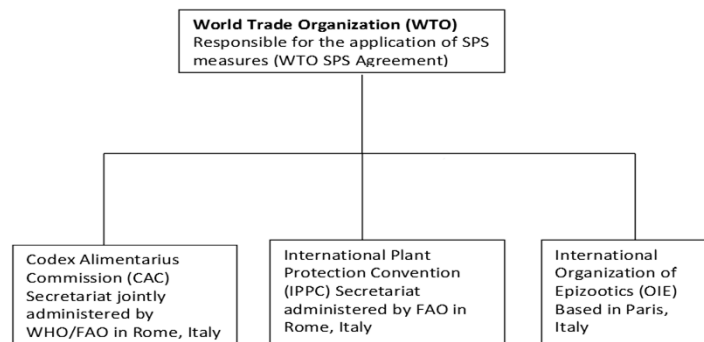 World Trade Organization (WTO)
Responsible for the application of SPS
measures (WTO SPS Agreement)
Codex Alimentarius
Commission (CAC)
Secretariat jointly
administered by
WHO/FAO in Rome, Italy
International Plant
Protection Convention
(IPPC) Secretariat
administered by FAO in
Rome, Italy
International
Organization of
Epizootics (OIE)
Based in Paris,
Italy